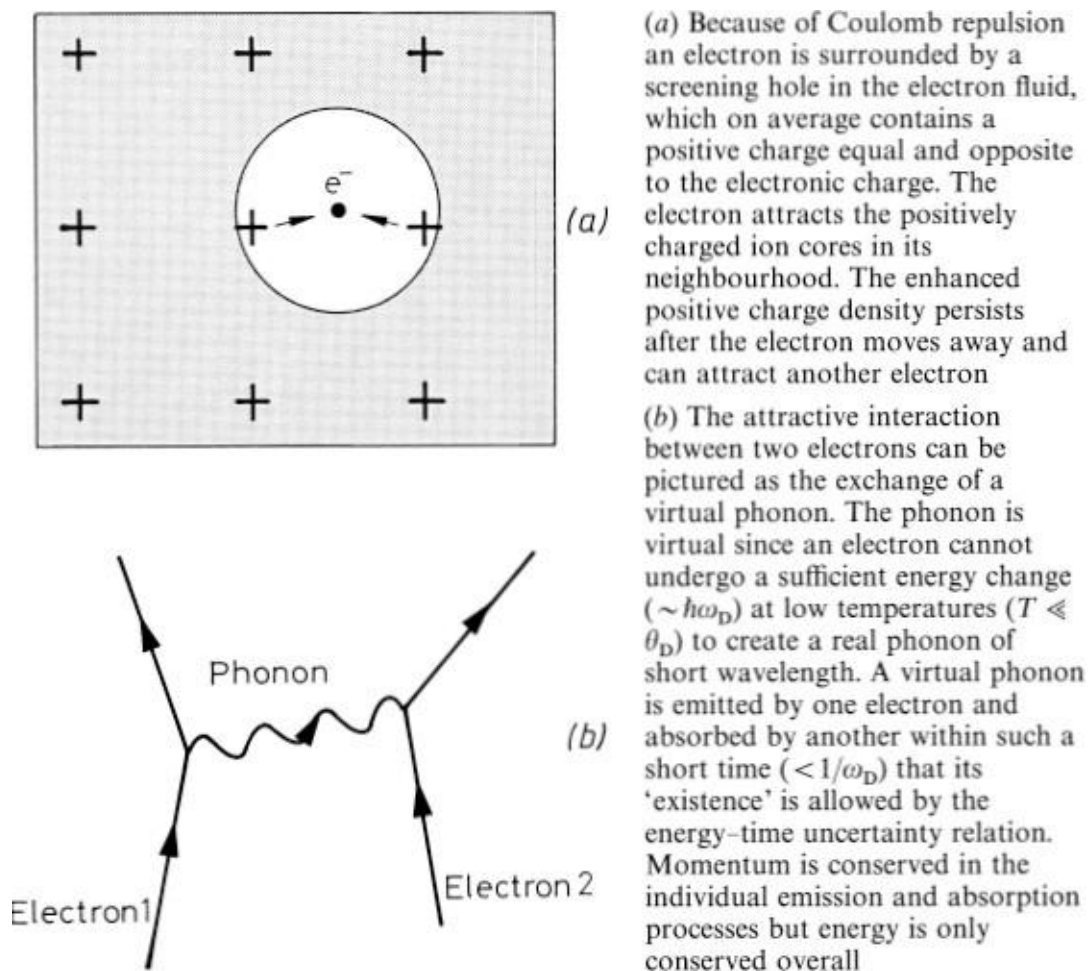 e⁻
(a)
(a) Because of Coulomb repulsion
an electron is surrounded by a
screening hole in the electron fluid,
which on average contains a
positive charge equal and opposite
to the electronic charge. The
electron attracts the positively
charged ion cores in its
neighbourhood. The enhanced
positive charge density persists
after the electron moves away and
can attract another electron
Phonon
Electron1
Electron 2
(b)
(b) The attractive interaction
between two electrons can be
pictured as the exchange of a
virtual phonon. The phonon is
virtual since an electron cannot
undergo a sufficient energy change
(~ℏω_D) at low temperatures (T ≪
θ_D) to create a real phonon of
short wavelength. A virtual phonon
is emitted by one electron and
absorbed by another within such a
short time (<1/ω_D) that its
‘existence’ is allowed by the
energy–time uncertainty relation.
Momentum is conserved in the
individual emission and absorption
processes but energy is only
conserved overall